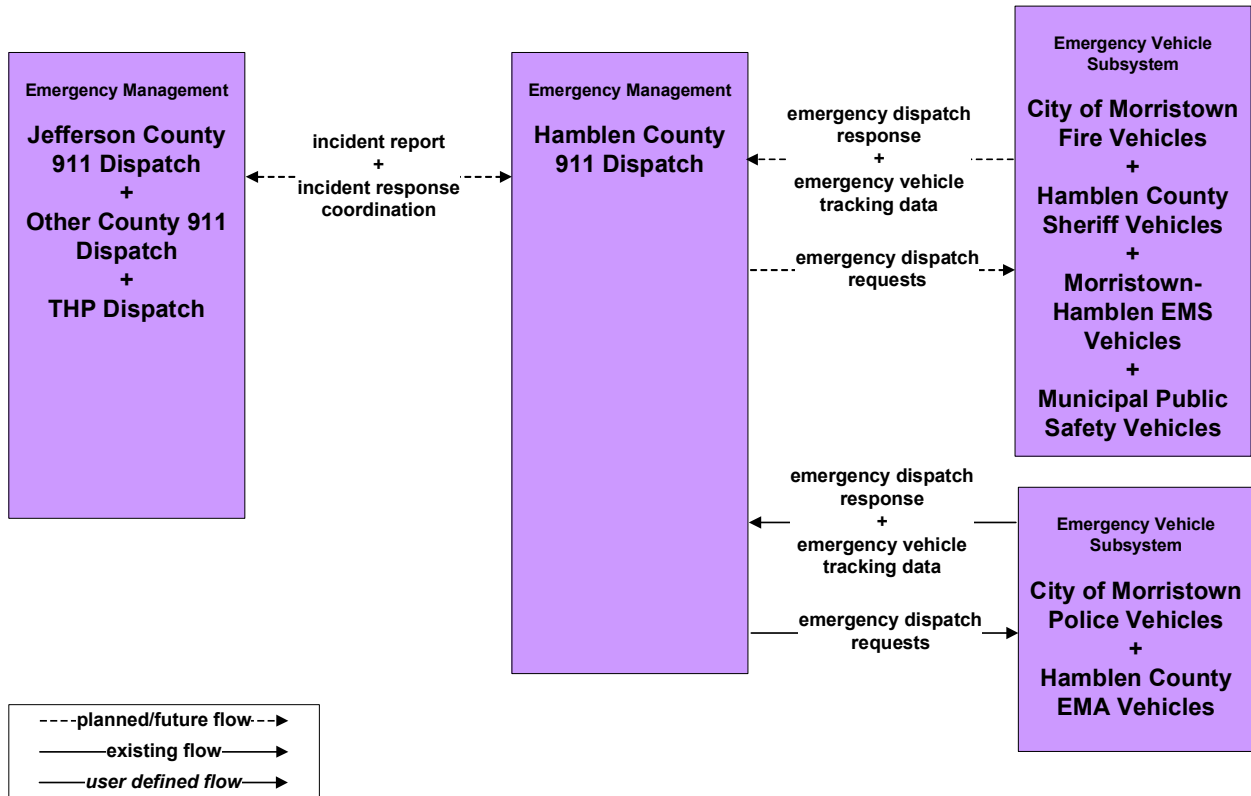 Emergency Management
Jefferson County
911 Dispatch
+
Other County 911
Dispatch
+
THP Dispatch
incident report
+
incident response
coordination
Emergency Management
Hamblen County
911 Dispatch
emergency dispatch
response
+
emergency vehicle
tracking data
emergency dispatch
requests
Emergency Vehicle
Subsystem
City of Morristown
Fire Vehicles
+
Hamblen County
Sheriff Vehicles
+
Morristown-
Hamblen EMS
Vehicles
+
Municipal Public
Safety Vehicles
emergency dispatch
response
+
emergency vehicle
tracking data
emergency dispatch
requests
Emergency Vehicle
Subsystem
City of Morristown
Police Vehicles
+
Hamblen County
EMA Vehicles
planned/future flow
existing flow
user defined flow